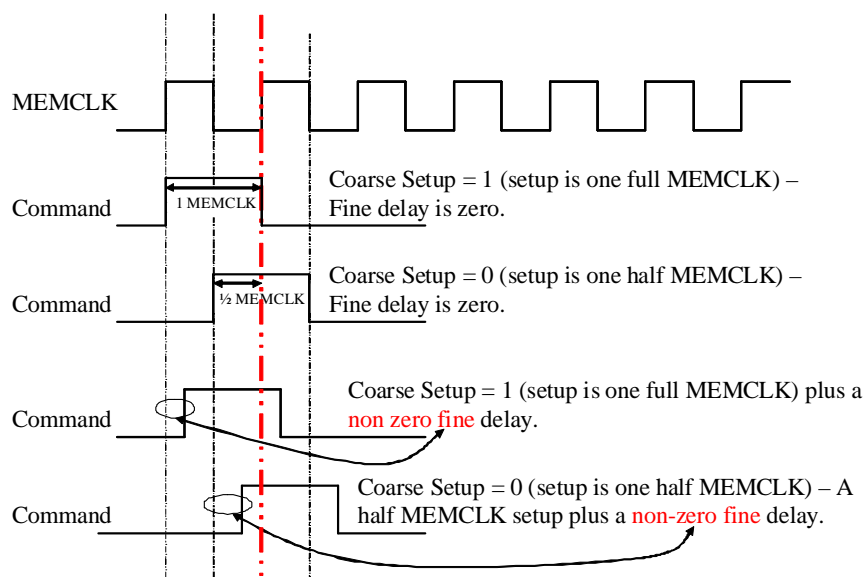 MEMCLK
Coarse Setup = 1 (setup is one full MEMCLK) –
Fine delay is zero.
Command
1 MEMCLK
Coarse Setup = 0 (setup is one half MEMCLK) –
Fine delay is zero.
Command
½ MEMCLK
Coarse Setup = 1 (setup is one full MEMCLK) plus a
non zero fine delay.
Command
Coarse Setup = 0 (setup is one half MEMCLK) – A
half MEMCLK setup plus a non-zero fine delay.
Command